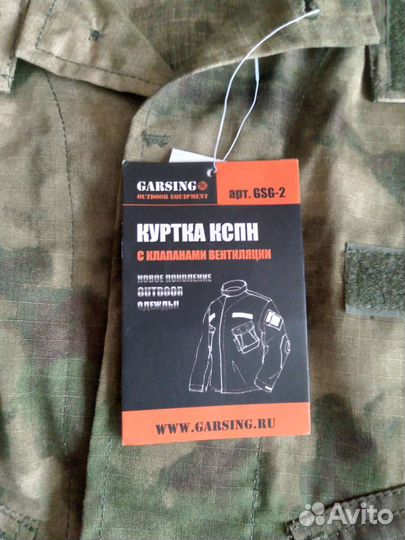 GARSING
OUTDOOR EQUIPMENT
арт. GSG-2
КУРТКА КСПН
С КЛАПАНАМИ ВЕНТИЛЯЦИИ
НОВОЕ ПОКОЛЕНИЕ
OUTDOOR
ОДЕЖДЫ!
WWW.GARSING.RU
Avito